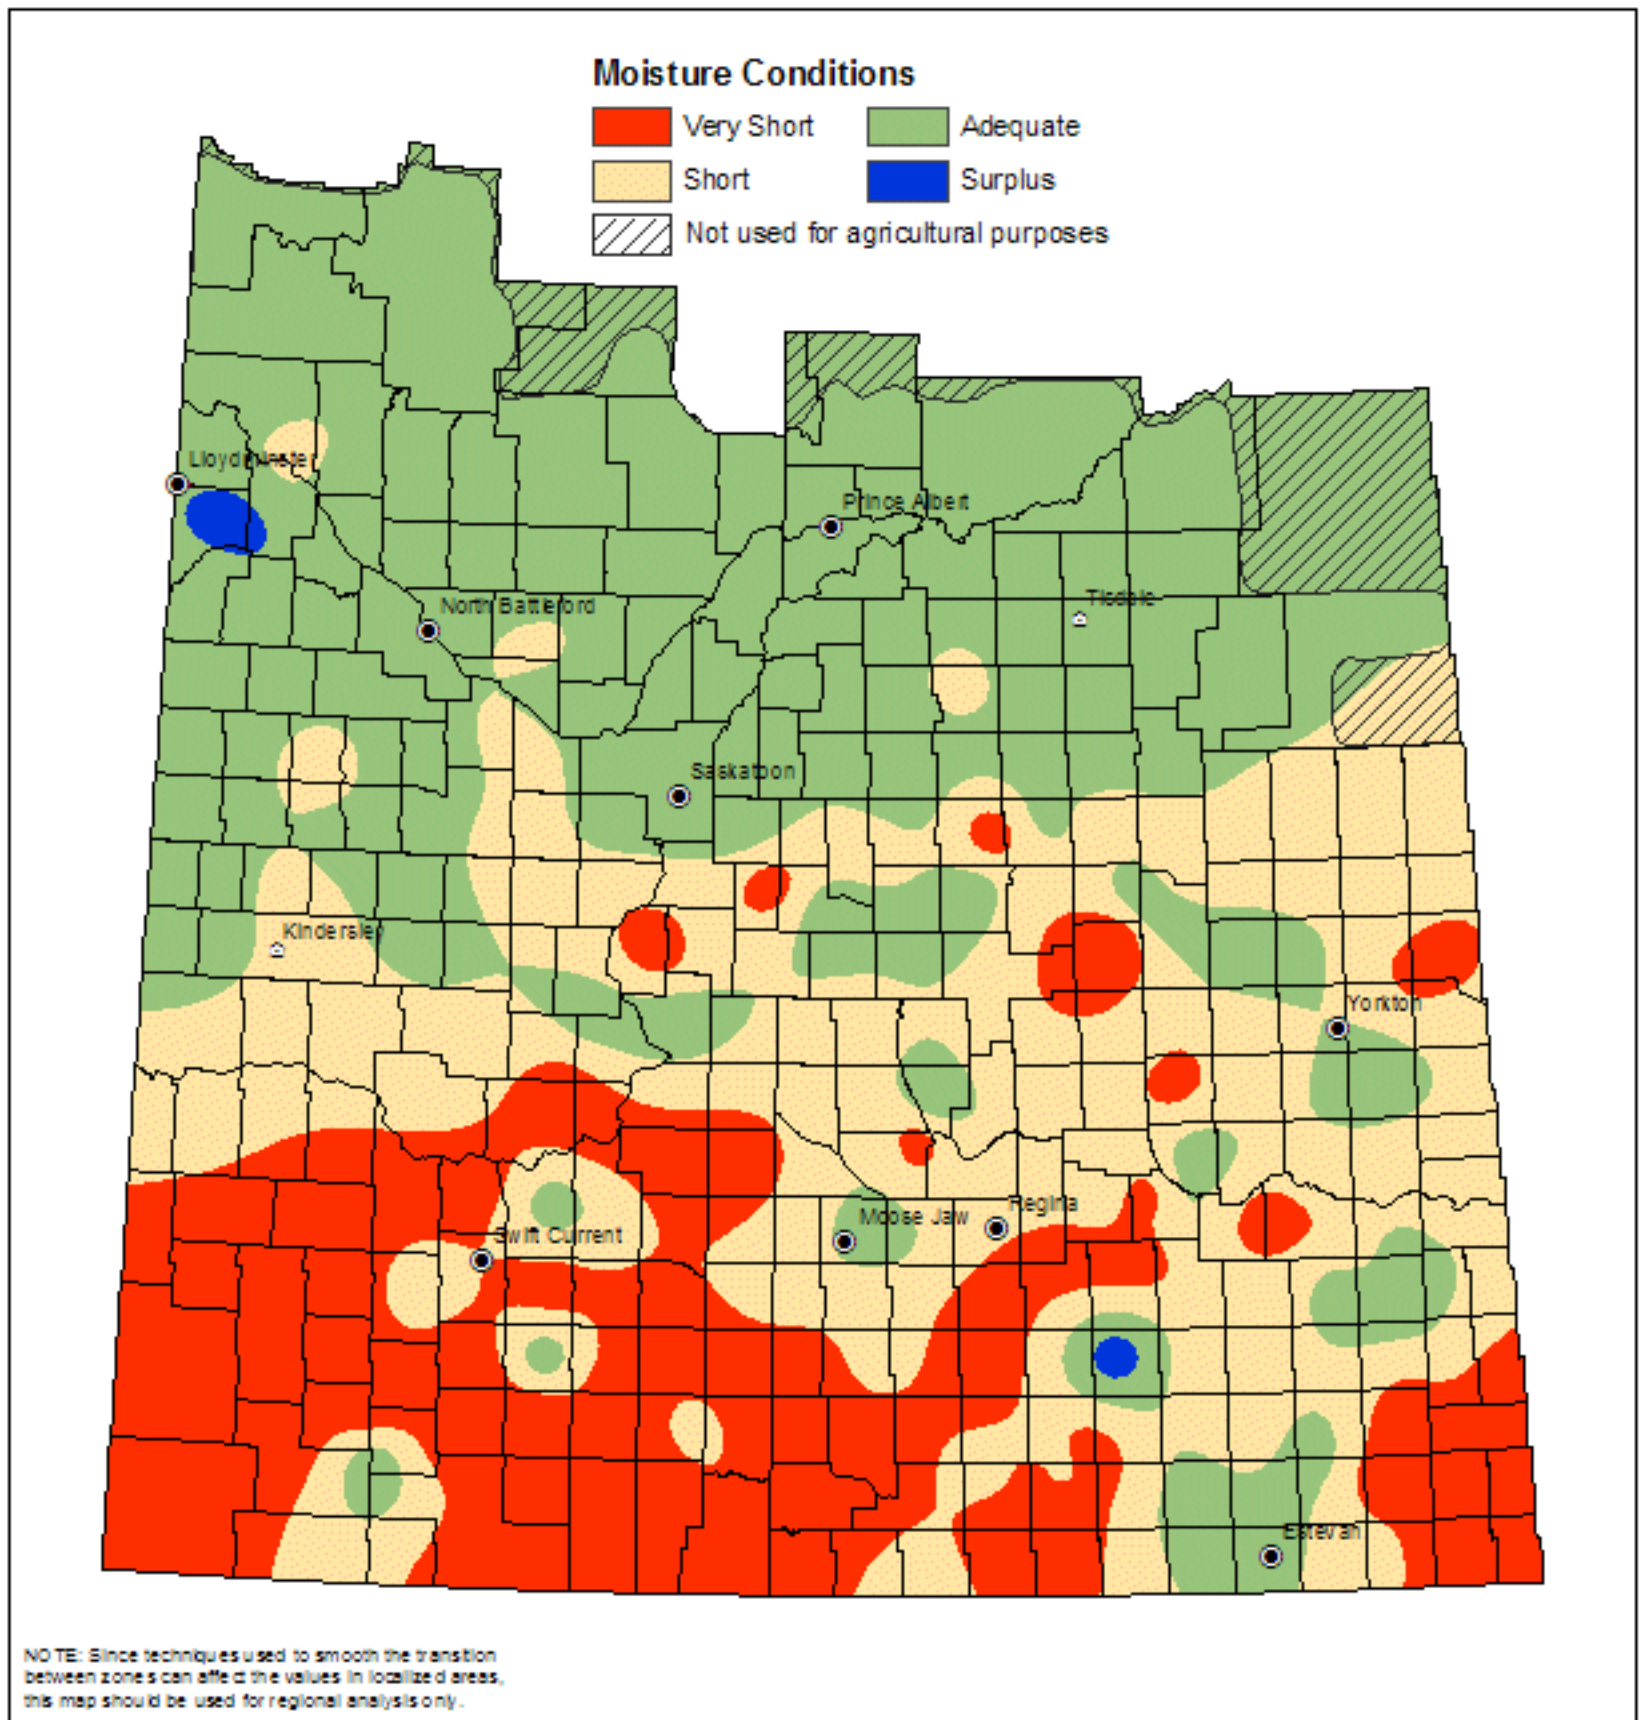 Moisture Conditions
Very Short
Adequate
Short
Surplus
Not used for agricultural purposes
Lloydminster
Prince Albert
North Battleford
Tisdale
Saskatoon
Kindersley
Yorkton
Regina
Moose Jaw
Swift Current
Estevan
NOTE: Since techniques used to smooth the transition
between zones can affect the values in localized areas,
this map should be used for regional analysis only.